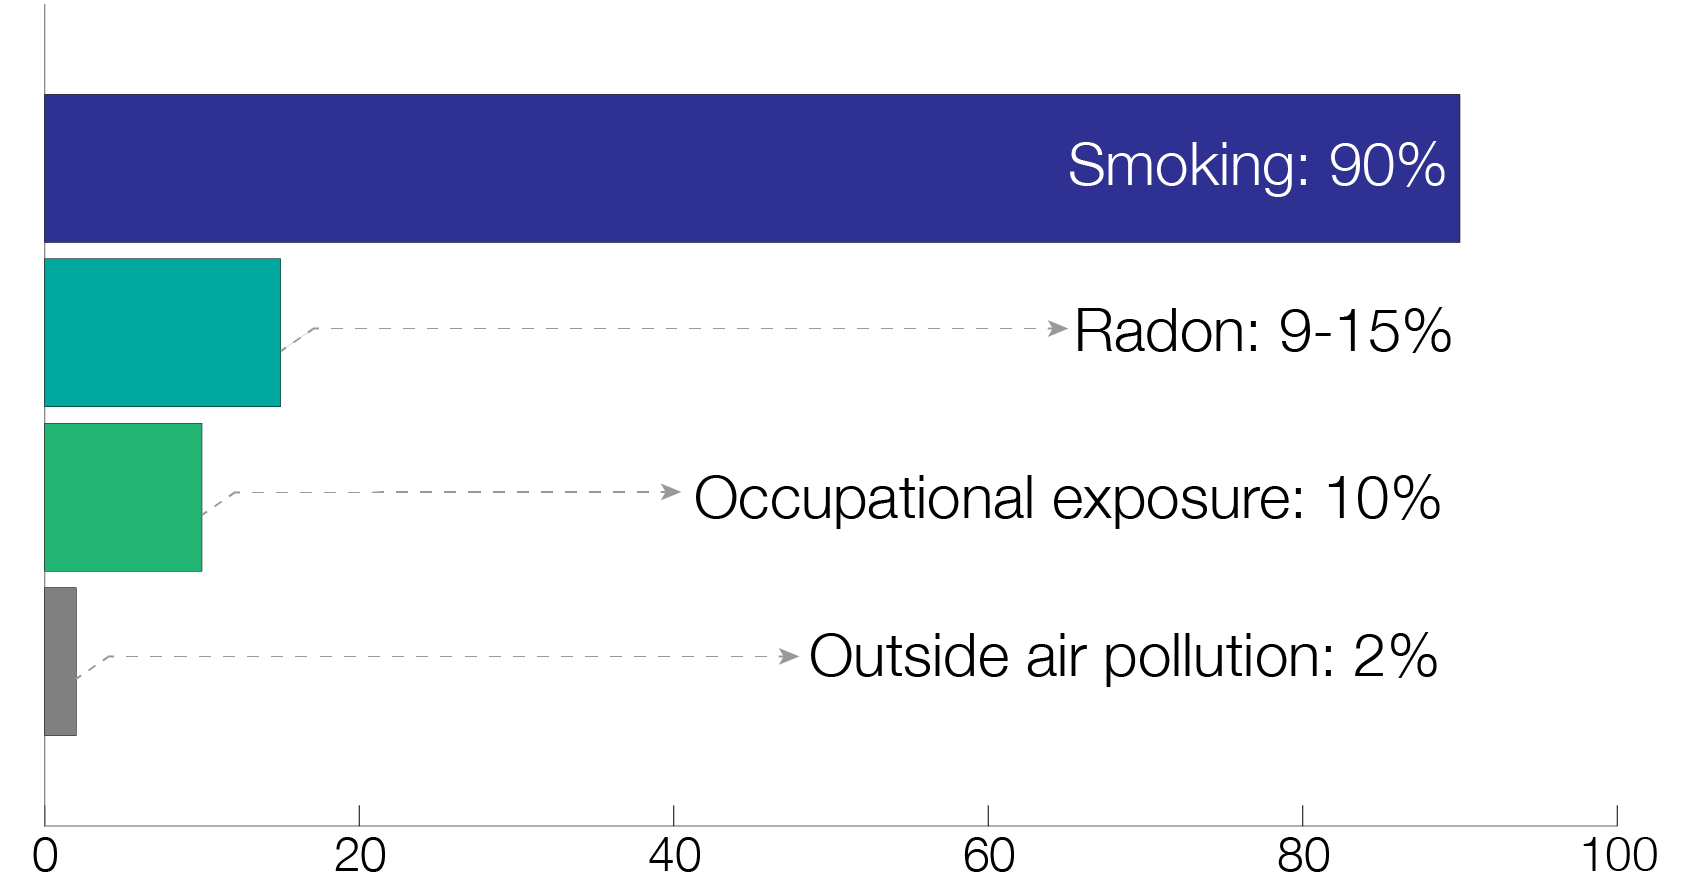 Smoking: 90%
Radon: 9-15%
Occupational exposure: 10%
Outside air pollution: 2%
0 20 40 60 80 100